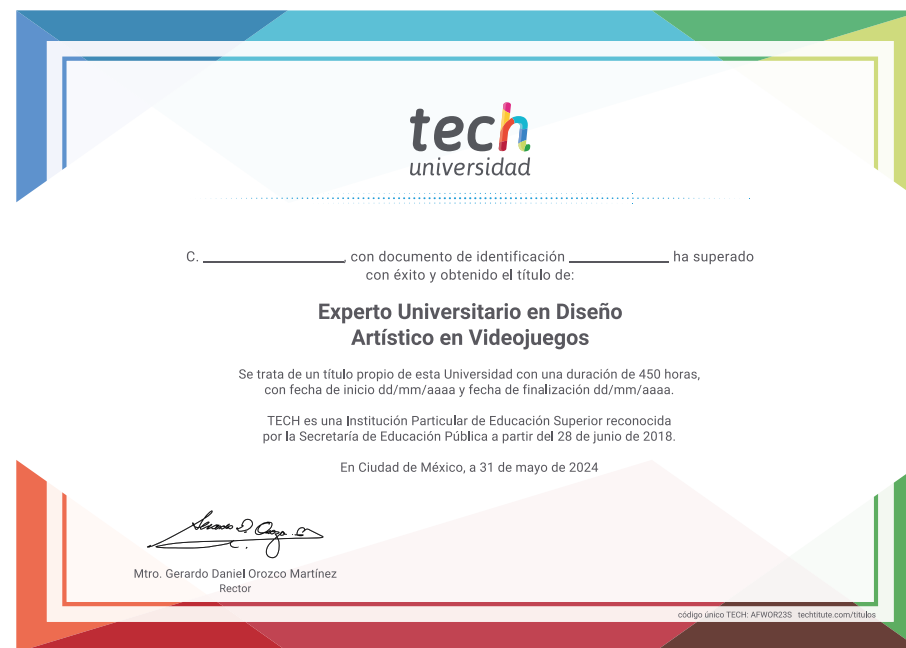 tech
universidad
C. ____________, con documento de identificación ____________ ha superado
con éxito y obtenido el título de:
Experto Universitario en Diseño
Artístico en Videojuegos
Se trata de un título propio de esta Universidad con una duración de 450 horas,
con fecha de inicio dd/mm/aaaa y fecha de finalización dd/mm/aaaa.
TECH es una Institución Particular de Educación Superior reconocida
por la Secretaría de Educación Pública a partir del 28 de junio de 2018.
En Ciudad de México, a 31 de mayo de 2024
Mtro. Gerardo Daniel Orozco Martínez
Rector
código único TECH: AFWOR23S techtitute.com/titulos